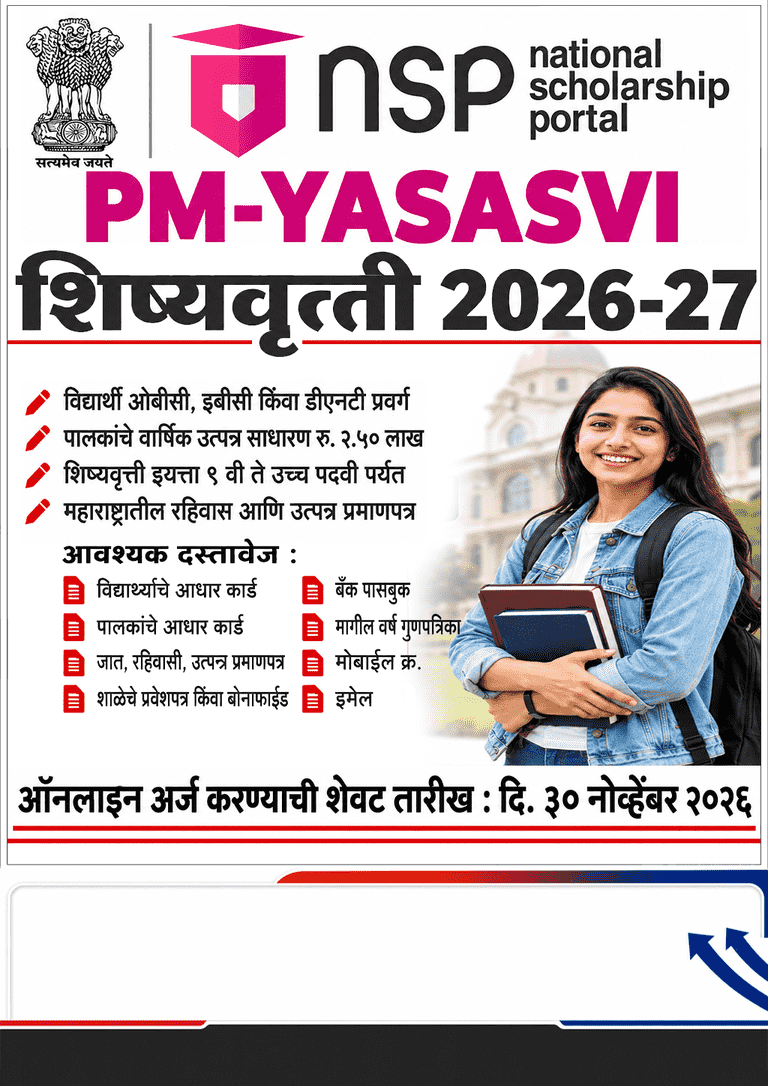 सत्यमेव जयते
nsp
national
scholarship
portal
PM-YASASVI
शिष्यवृत्ती 2026-27
विद्यार्थी ओबीसी, इबीसी किंवा डीएनटी प्रवर्ग
पालकांचे वार्षिक उत्पन्न साधारण रु. २.५० लाख
शिष्यवृत्ती इयत्ता ९ वी ते उच्च पदवी पर्यत
महाराष्ट्रातील रहिवास आणि उत्पन्न प्रमाणपत्र
आवश्यक दस्तावेज :
विद्यार्थ्याचे आधार कार्ड
पालकांचे आधार कार्ड
जात, रहिवासी, उत्पन्न प्रमाणपत्र
शाळेचे प्रवेशपत्र किंवा बोनाफाईड
बँक पासबुक
मागील वर्ष गुणपत्रिका
मोबाईल क्र.
इमेल
ऑनलाइन अर्ज करण्याची शेवट तारीख : दि. ३० नोव्हेंबर २०२६